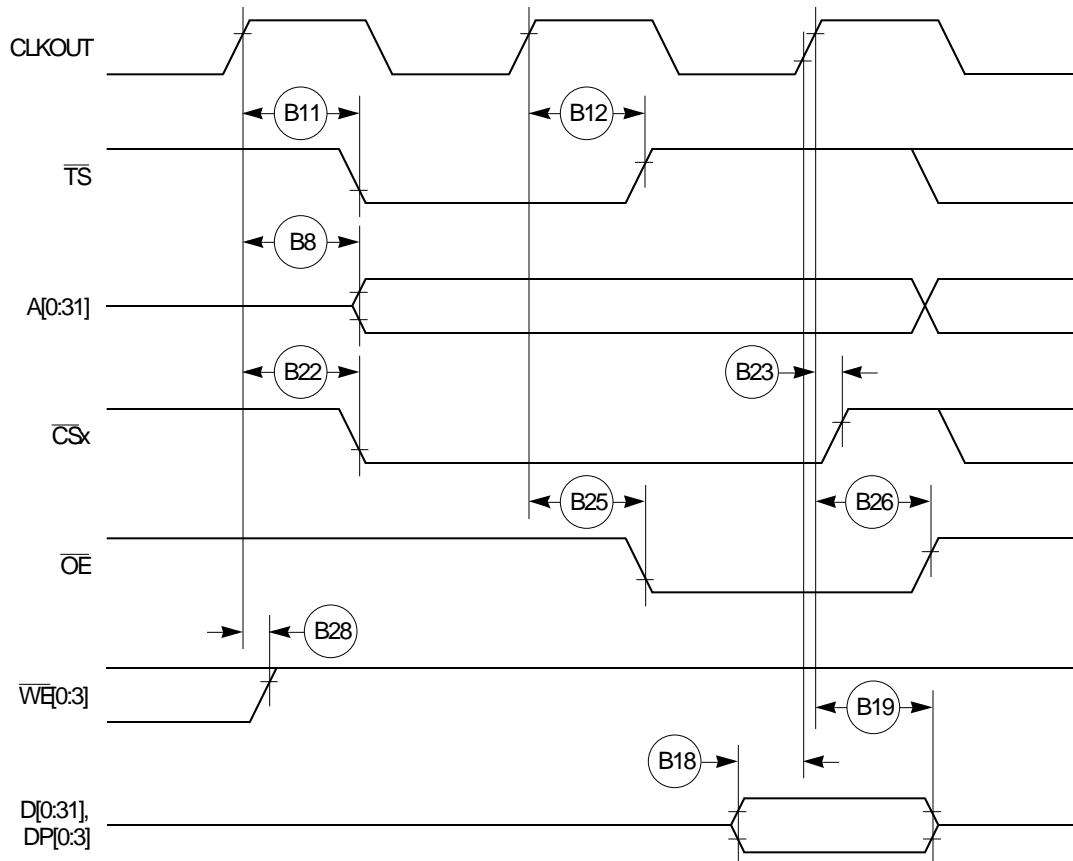 CLKOUT
B11
B12
TS
B8
A[0:31]
B22
B23
CSx
B25
B26
OE
B28
WE[0:3]
B19
B18
D[0:31],
DP[0:3]